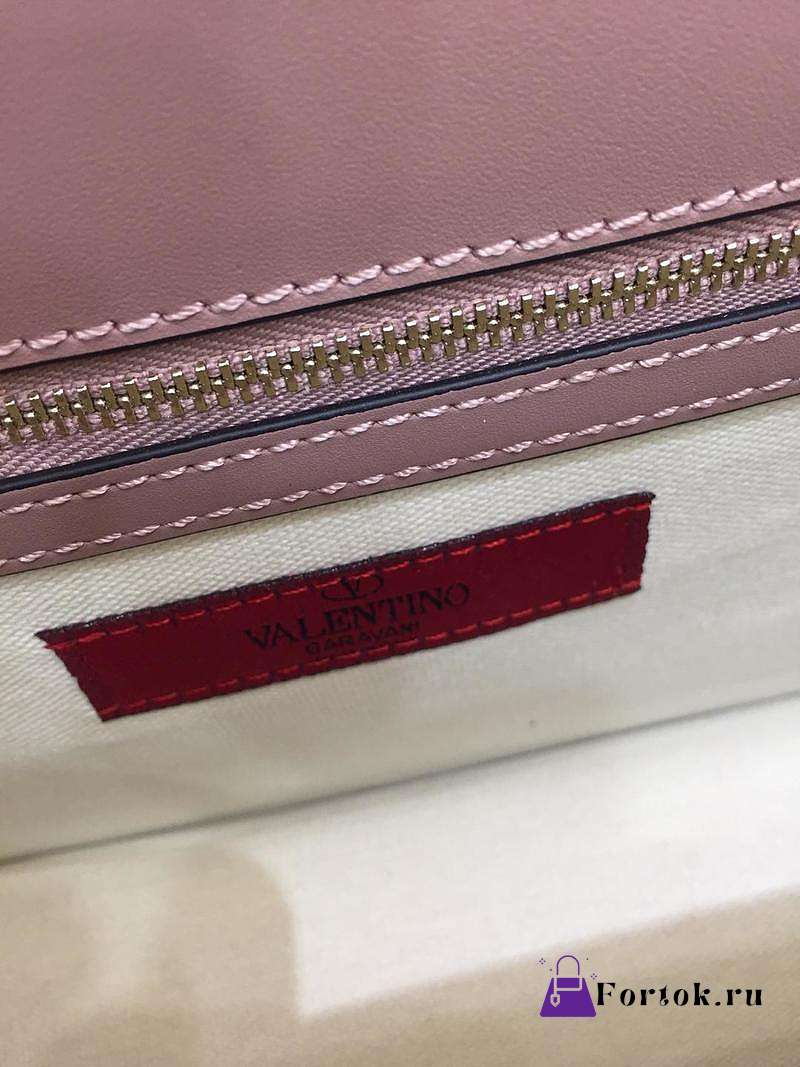 V
VALENTINO
GARAVANI
Fortok.ru